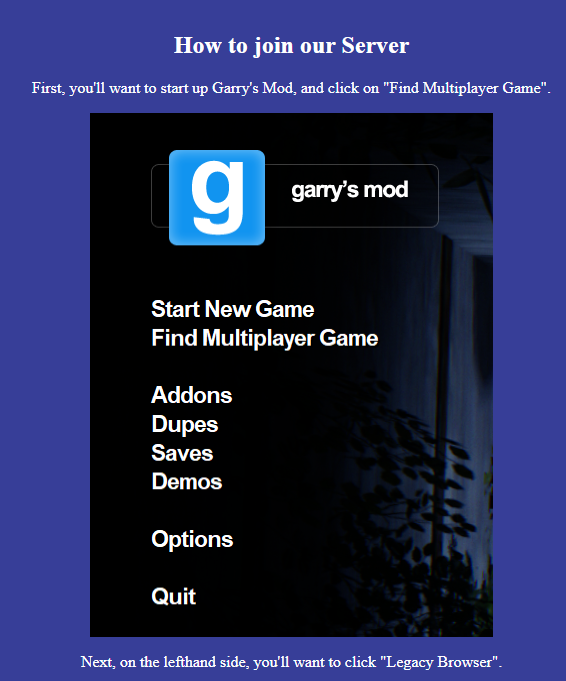 How to join our Server
First, you'll want to start up Garry's Mod, and click on "Find Multiplayer Game".
g
garry's mod
Start New Game
Find Multiplayer Game
Addons
Dupes
Saves
Demos
Options
Quit
Next, on the lefthand side, you'll want to click "Legacy Browser".